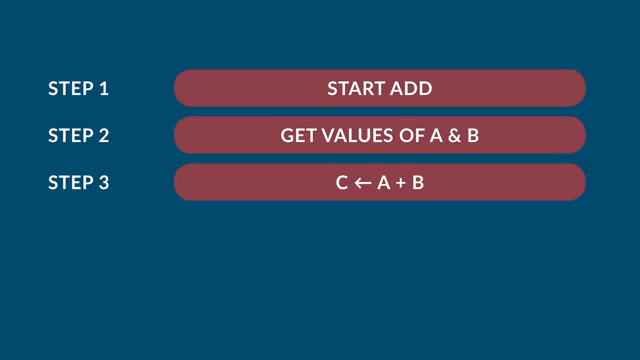 STEP 1 START ADD
STEP 2 GET VALUES OF A & B
STEP 3 C ← A + B